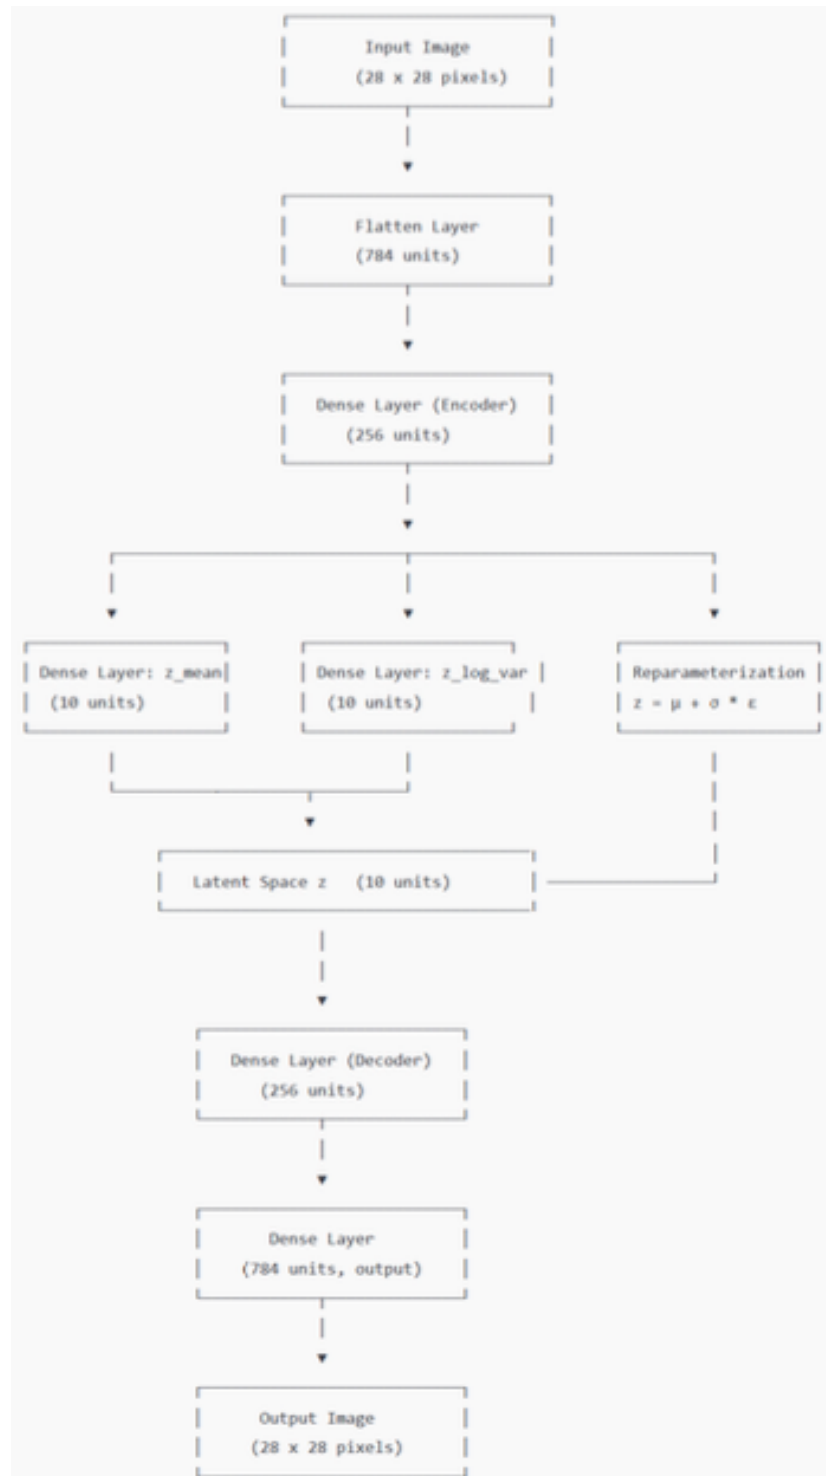 Input Image
(28 x 28 pixels)
Flatten Layer
(784 units)
Dense Layer (Encoder)
(256 units)
Dense Layer: z_mean
(10 units)
Dense Layer: z_log_var
(10 units)
Reparameterization
z = μ + σ * ε
Latent Space z (10 units)
Dense Layer (Decoder)
(256 units)
Dense Layer
(784 units, output)
Output Image
(28 x 28 pixels)